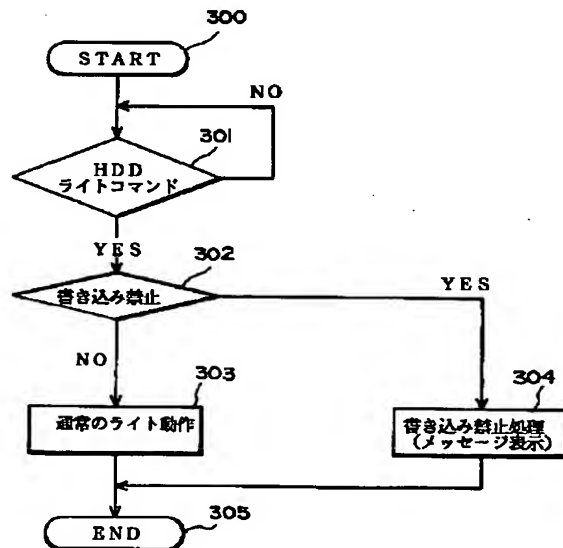 300
START
NO
301
HDD
ライトコマンド
YES
302
書き込み禁止
YES
NO
303
通常のライト動作
304
書き込み禁止処理
(メッセージ表示)
END
305